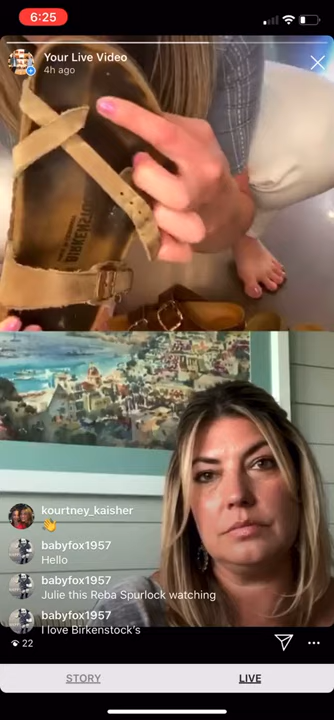 6:25
Your Live Video
4h ago
BIRKENSTO
kourtney_kaisher
👋
babyfox1957
Hello
babyfox1957
Julie this Reba Spurlock watching
babyfox1957
I love Birkenstock's
22
STORY
LIVE